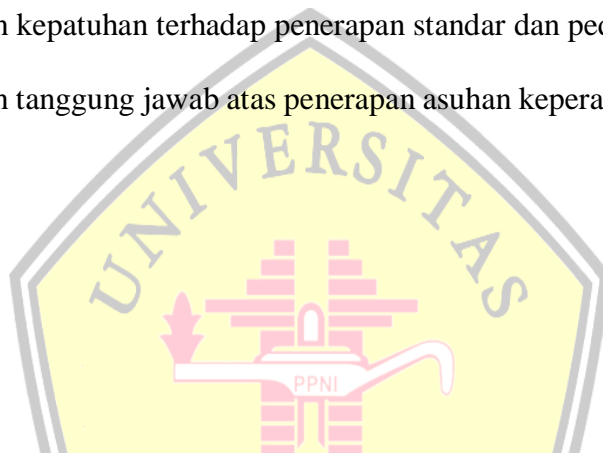 n kepatuhan terhadap penerapan standar dan ped
n tanggung jawab atas penerapan asuhan kepera
UNIVERSITAS
PPNI